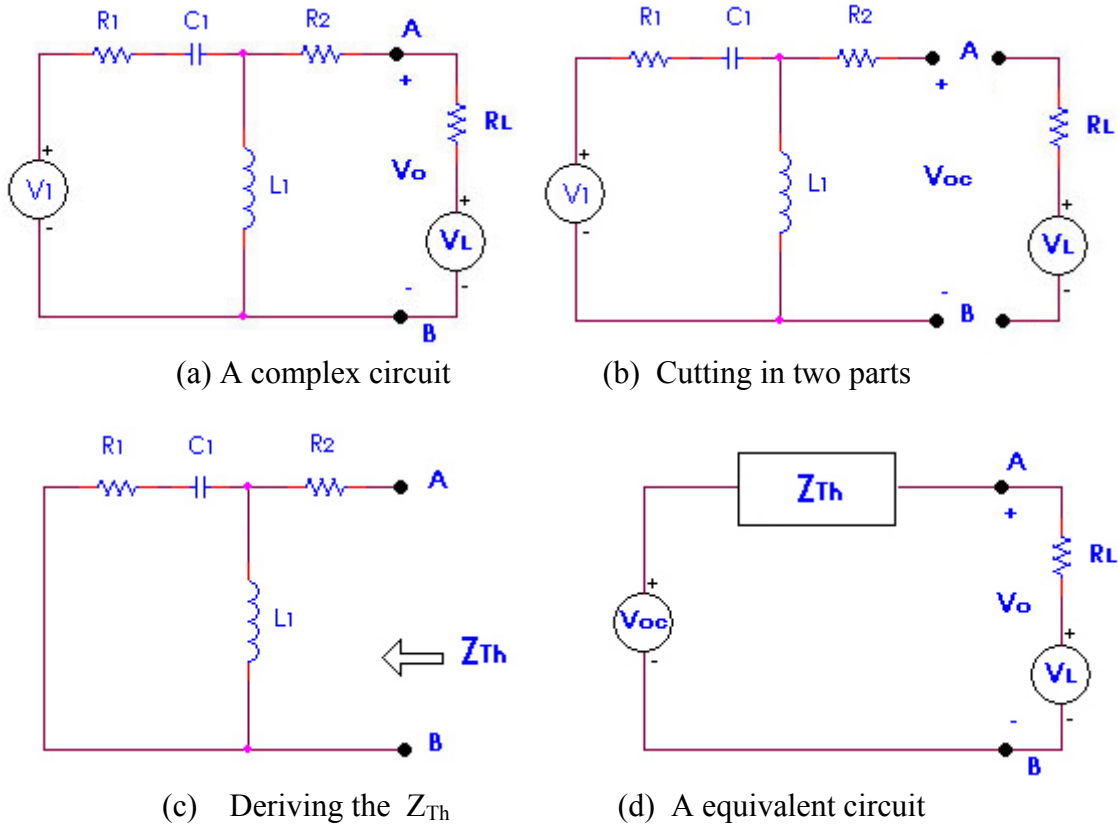 R1 C1 R2
A
+
RL
+
V1
-
L1
Vo
+
VL
-
-
B
(a) A complex circuit
R1 C1 R2
A
+
RL
+
V1
-
L1
Voc
+
VL
-
-
B
(b) Cutting in two parts
R1 C1 R2
A
L1
ZTh
B
(c) Deriving the ZTh
ZTh
A
+
RL
+
Voc
-
Vo
+
VL
-
-
B
(d) A equivalent circuit